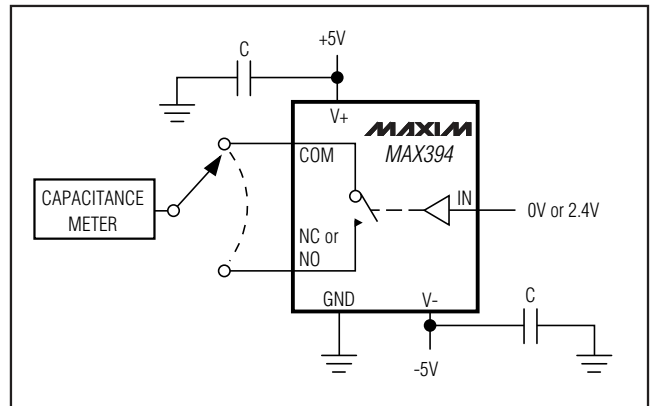 +5V
C
V+
MAXIM
MAX394
COM
CAPACITANCE
METER
IN
0V or 2.4V
NC or
NO
GND
V-
C
-5V